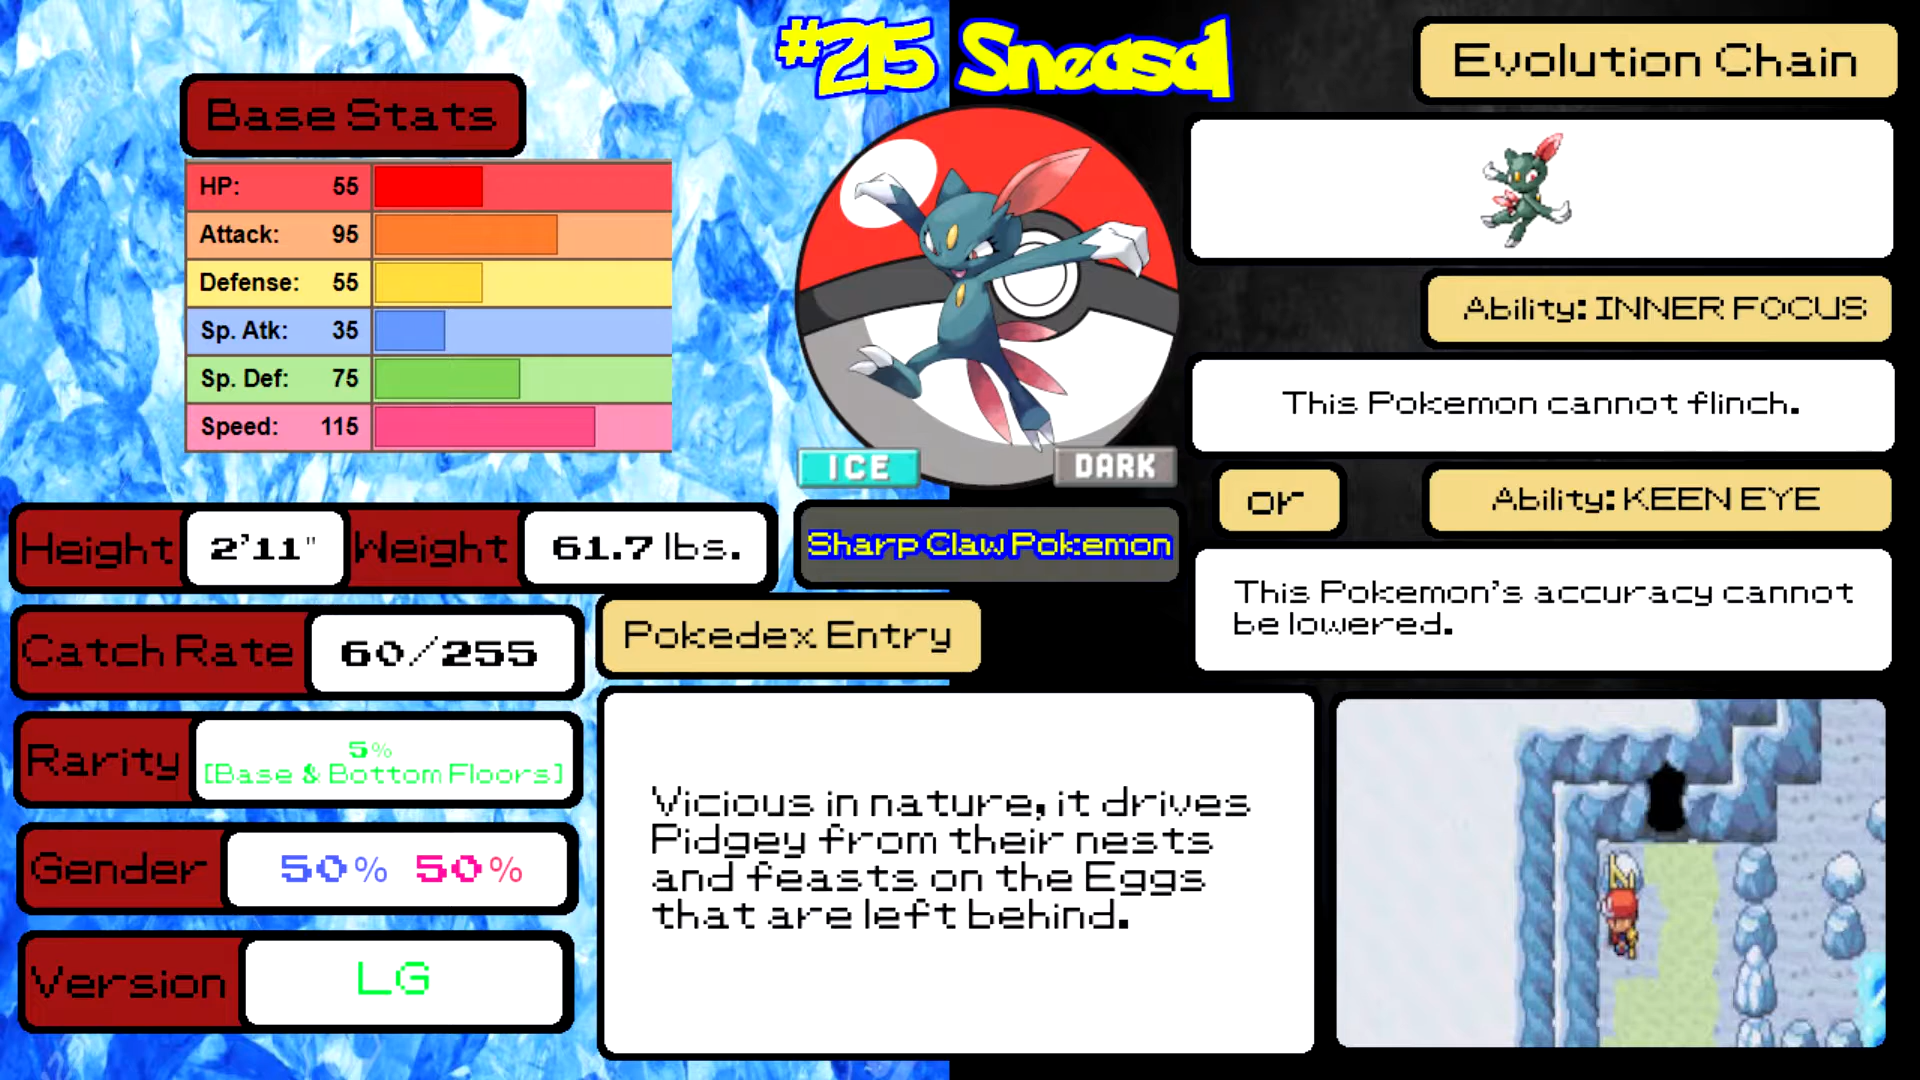 #215 Sneasel
Evolution Chain
Base Stats
HP: 55
Attack: 95
Defense: 55
Sp. Atk: 35
Sp. Def: 75
Speed: 115
ICE
DARK
Ability: INNER FOCUS
This Pokemon cannot flinch.
or
Ability: KEEN EYE
This Pokemon's accuracy cannot
be lowered.
Height 2'11" Weight 61.7 lbs.
Sharp Claw Pokemon
Catch Rate 60/255
Rarity 5%
[Base & Bottom Floors]
Gender 50% 50%
Version LG
Pokedex Entry
Vicious in nature, it drives
Pidgey from their nests
and feasts on the Eggs
that are left behind.